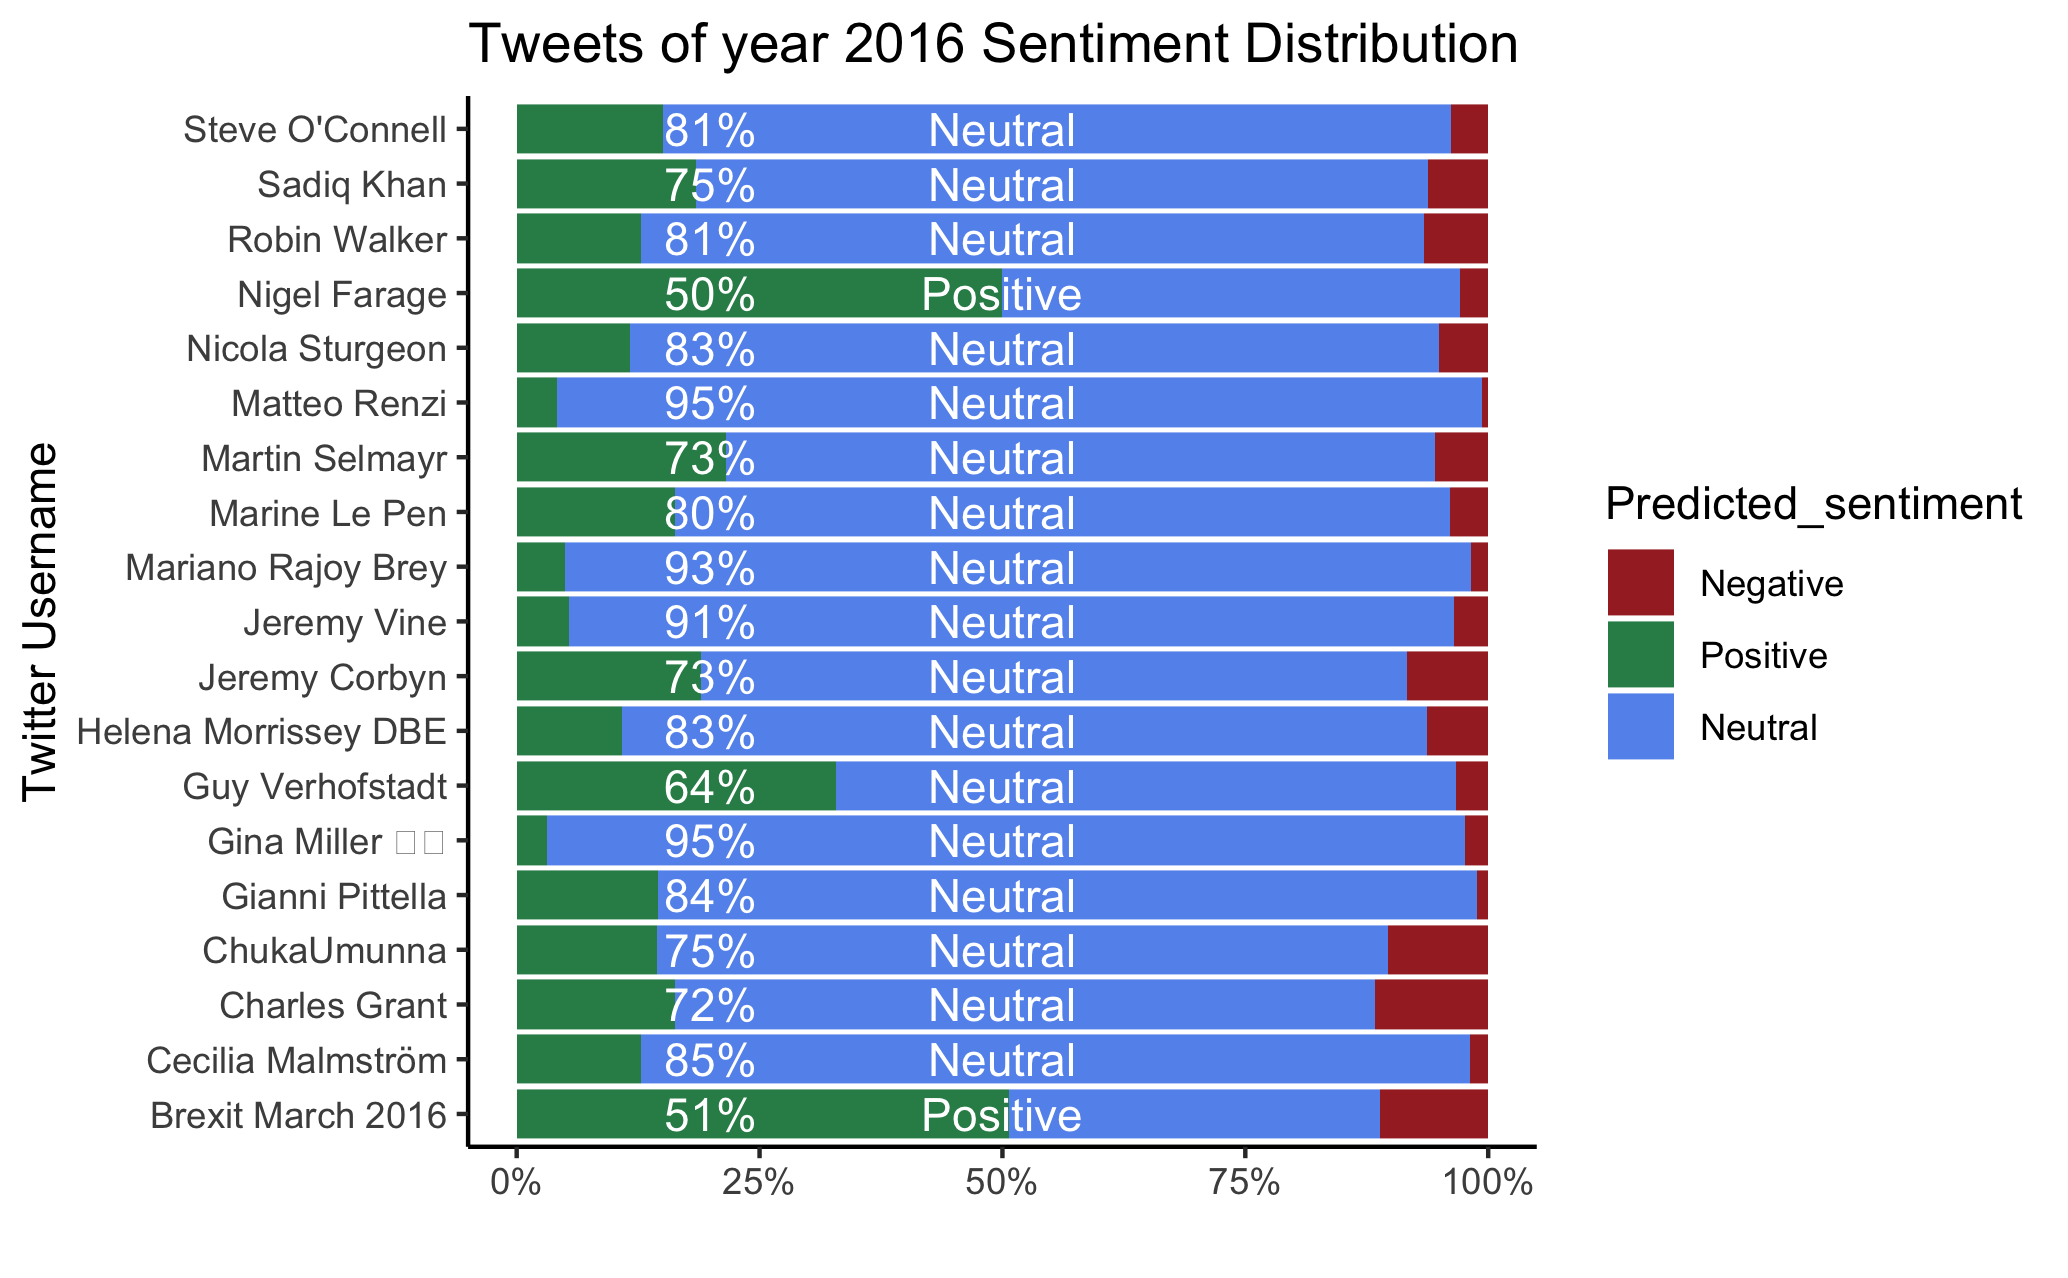 Tweets of year 2016 Sentiment Distribution
Twitter Username
Steve O'Connell 81% Neutral
Sadiq Khan 75% Neutral
Robin Walker 81% Neutral
Nigel Farage 50% Positive
Nicola Sturgeon 83% Neutral
Matteo Renzi 95% Neutral
Martin Selmayr 73% Neutral
Marine Le Pen 80% Neutral
Mariano Rajoy Brey 93% Neutral
Jeremy Vine 91% Neutral
Jeremy Corbyn 73% Neutral
Helena Morrissey DBE 83% Neutral
Guy Verhofstadt 64% Neutral
Gina Miller 95% Neutral
Gianni Pittella 84% Neutral
ChukaUmunna 75% Neutral
Charles Grant 72% Neutral
Cecilia Malmström 85% Neutral
Brexit March 2016 51% Positive
0% 25% 50% 75% 100%
Predicted_sentiment
Negative
Positive
Neutral